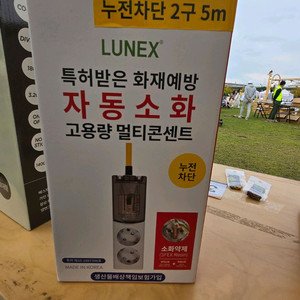 누전차단 2구 5m
LUNEX®
특허받은 화재예방
자동소화
고용량 멀티콘센트
누전
차단
소화약제
(SFEX Resin)
MADE IN KOREA
생산물배상책임보험가입